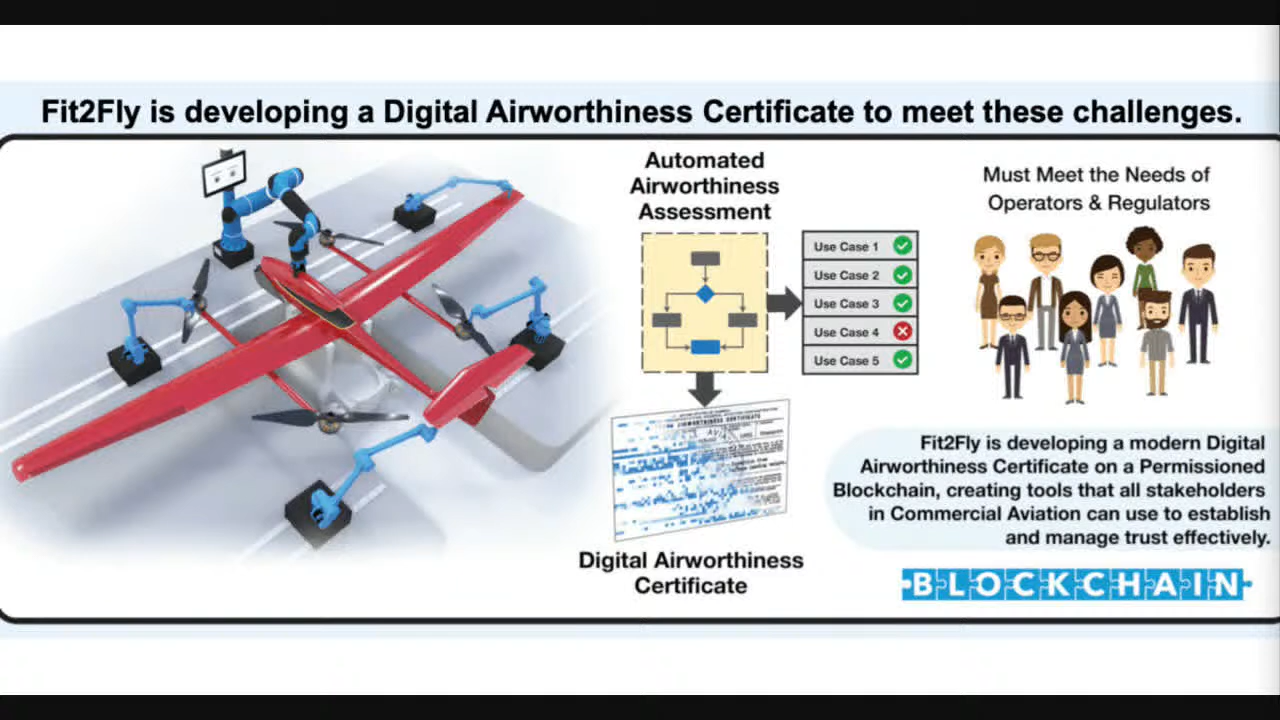 Fit2Fly is developing a Digital Airworthiness Certificate to meet these challenges.
Automated
Airworthiness
Assessment
Use Case 1
Use Case 2
Use Case 3
Use Case 4
Use Case 5
AIRWORTHINESS CERTIFICATE
Digital Airworthiness
Certificate
Must Meet the Needs of
Operators & Regulators
Fit2Fly is developing a modern Digital
Airworthiness Certificate on a Permissioned
Blockchain, creating tools that all stakeholders
in Commercial Aviation can use to establish
and manage trust effectively.
BLOCKCHAIN